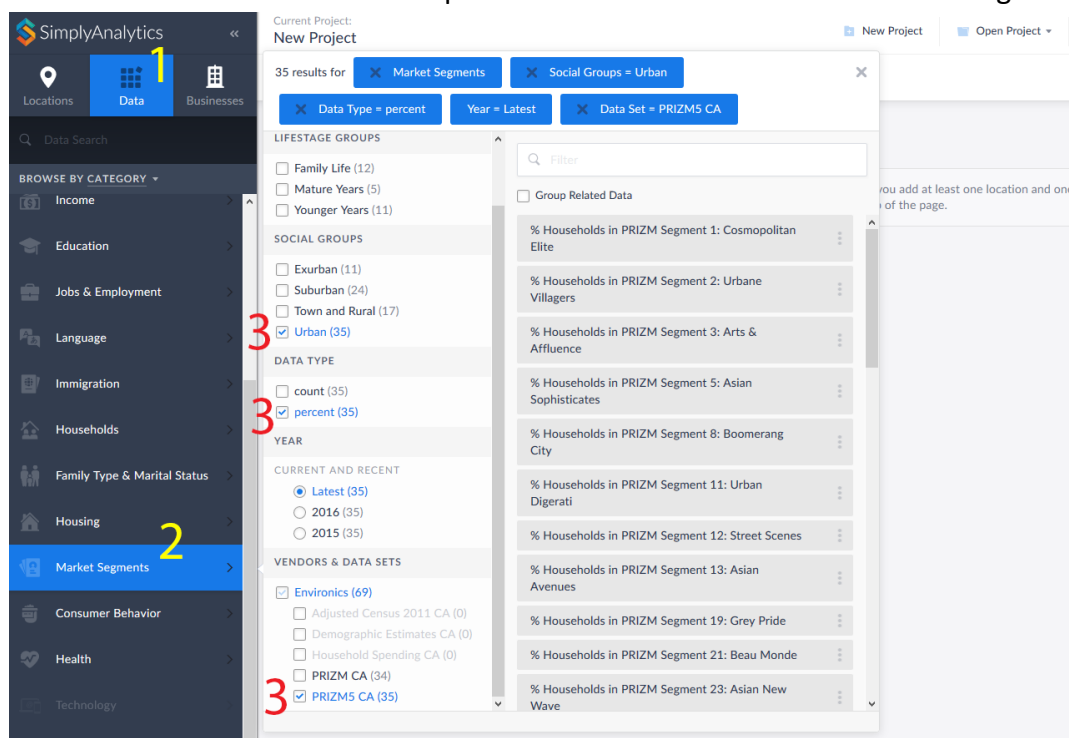 SimplyAnalytics
«
Current Project:
New Project
New Project
Open Project
1
Locations
Data
Businesses
Data Search
BROWSE BY CATEGORY
Income
Education
Jobs & Employment
Language
Immigration
Households
Family Type & Marital Status
Housing
2
Market Segments
Consumer Behavior
Health
Technology
35 results for
Market Segments
Social Groups = Urban
Data Type = percent
Year = Latest
Data Set = PRIZM5 CA
LIFESTAGE GROUPS
Family Life (12)
Mature Years (5)
Younger Years (11)
SOCIAL GROUPS
Exurban (11)
Suburban (24)
Town and Rural (17)
3 Urban (35)
DATA TYPE
count (35)
3 percent (35)
YEAR
CURRENT AND RECENT
Latest (35)
2016 (35)
2015 (35)
VENDORS & DATA SETS
Environics (69)
Adjusted Census 2011 CA (0)
Demographic Estimates CA (0)
Household Spending CA (0)
PRIZM CA (34)
3 PRIZM5 CA (35)
Filter
Group Related Data
% Households in PRIZM Segment 1: Cosmopolitan
Elite
% Households in PRIZM Segment 2: Urbane
Villagers
% Households in PRIZM Segment 3: Arts &
Affluence
% Households in PRIZM Segment 5: Asian
Sophisticates
% Households in PRIZM Segment 8: Boomerang
City
% Households in PRIZM Segment 11: Urban
Digerati
% Households in PRIZM Segment 12: Street Scenes
% Households in PRIZM Segment 13: Asian
Avenues
% Households in PRIZM Segment 19: Grey Pride
% Households in PRIZM Segment 21: Beau Monde
% Households in PRIZM Segment 23: Asian New
Wave
you add at least one location and one
of the page.